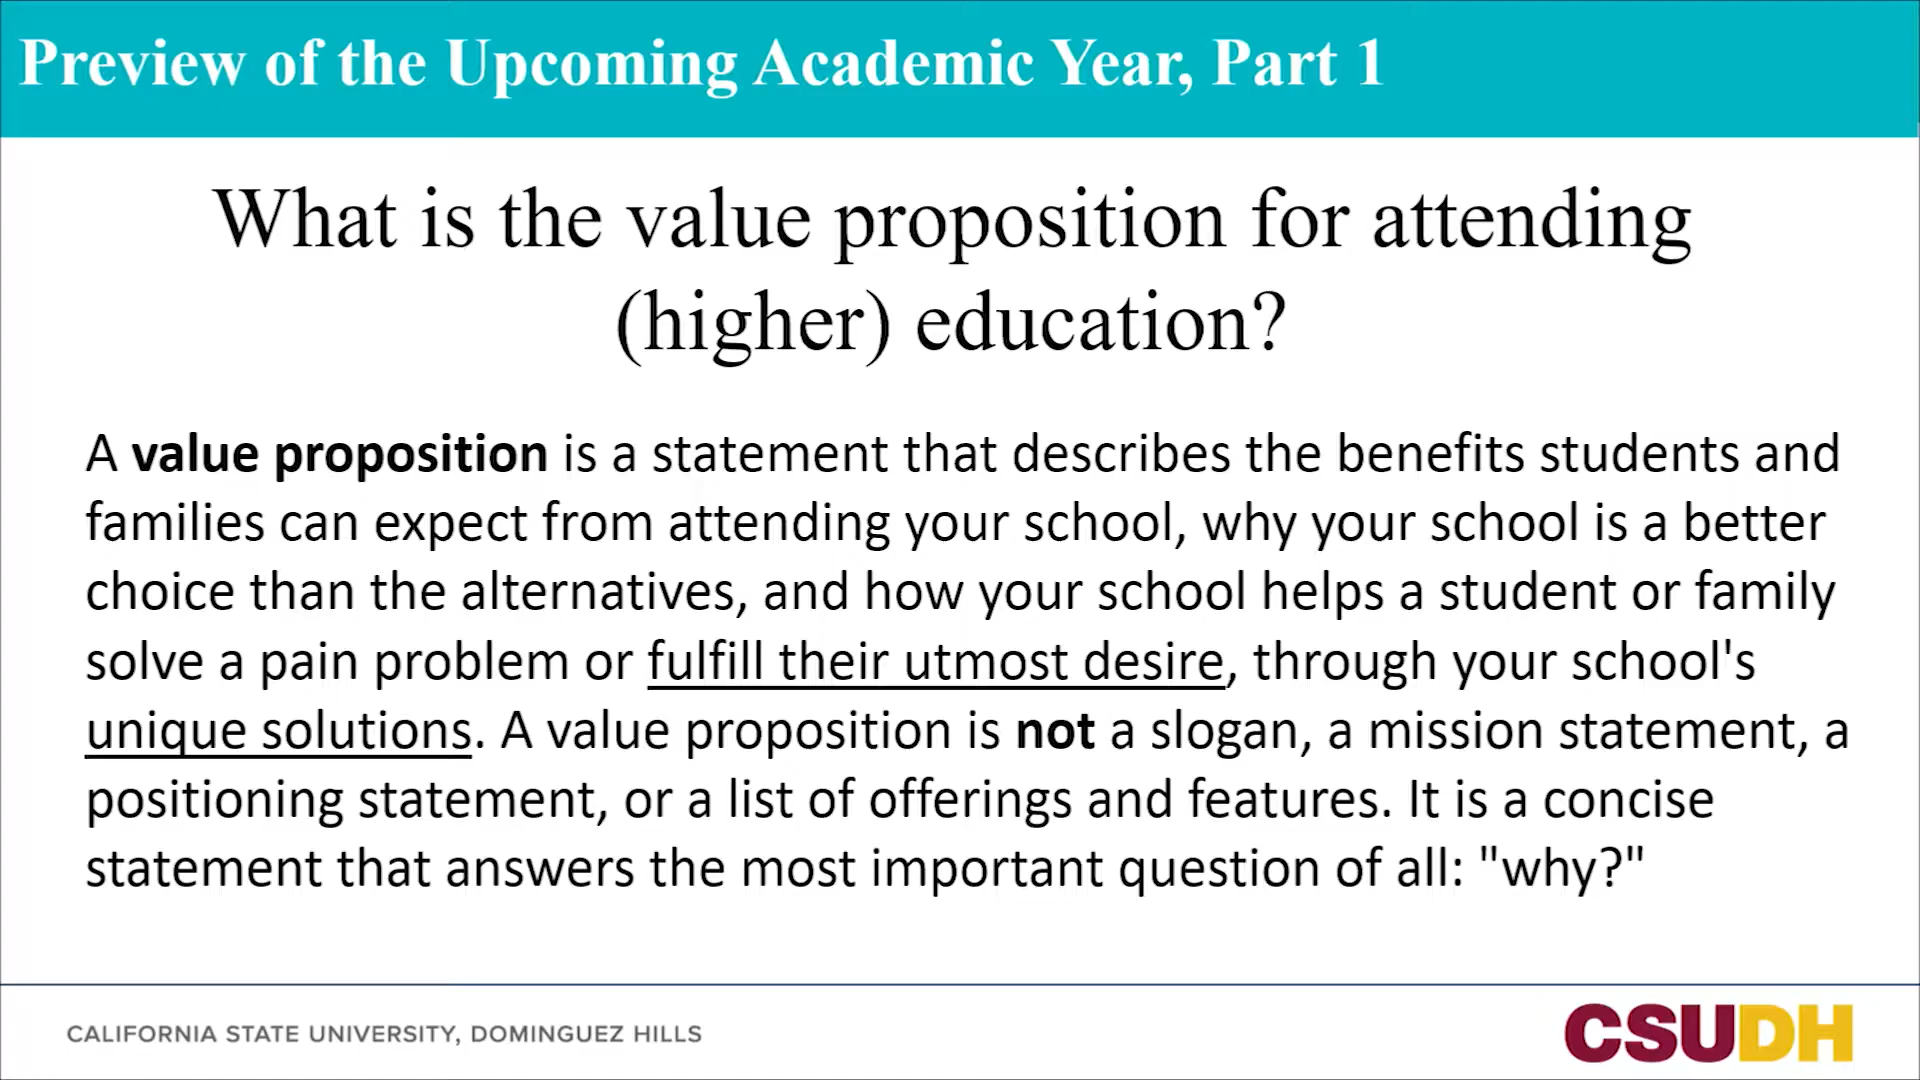 Preview of the Upcoming Academic Year, Part 1
What is the value proposition for attending
(higher) education?
A value proposition is a statement that describes the benefits students and
families can expect from attending your school, why your school is a better
choice than the alternatives, and how your school helps a student or family
solve a pain problem or fulfill their utmost desire, through your school's
unique solutions. A value proposition is not a slogan, a mission statement, a
positioning statement, or a list of offerings and features. It is a concise
statement that answers the most important question of all: "why?"
CALIFORNIA STATE UNIVERSITY, DOMINGUEZ HILLS
CSUDH